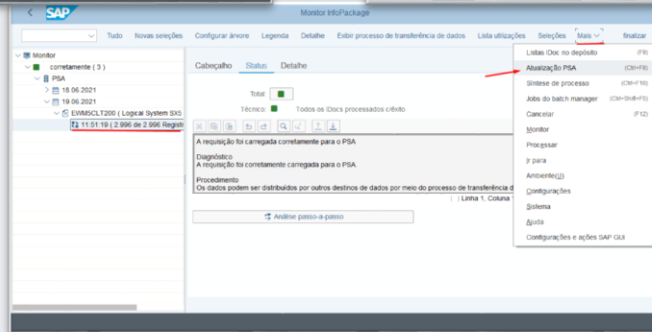 SAP
Monitor InfoPackage
Tudo Novas seleções Configurar árvore Legenda Detalhe Exibir processo de transferência de dados Lista utilizações Seleções Mais finalizar
Monitor
corretamente ( 3 )
PSA
18.06.2021
19.06.2021
EWMSCLT200 ( Logical System SX5
11:51:19 ( 2.996 de 2.996 Registr
Cabeçalho Status Detalhe
Total
Técnico: Todos os IDocs processados c/êxito
A requisição foi carregada corretamente para o PSA
Diagnóstico
A requisição foi corretamente carregada para o PSA.
Procedimento
Os dados podem ser distribuídos por outros destinos de dados por meio do processo de transferência d
Linha 1, Coluna
Análise passo-a-passo
Listas IDoc no depósito (F9)
Atualização PSA (Ctrl+F8)
Síntese de processo (Ctrl+F10)
Jobs do batch manager (Ctrl+Shift+F5)
Cancelar (F12)
Monitor
Processar
Ir para
Ambiente(U)
Configurações
Sistema
Ajuda
Configurações e ações SAP GUI